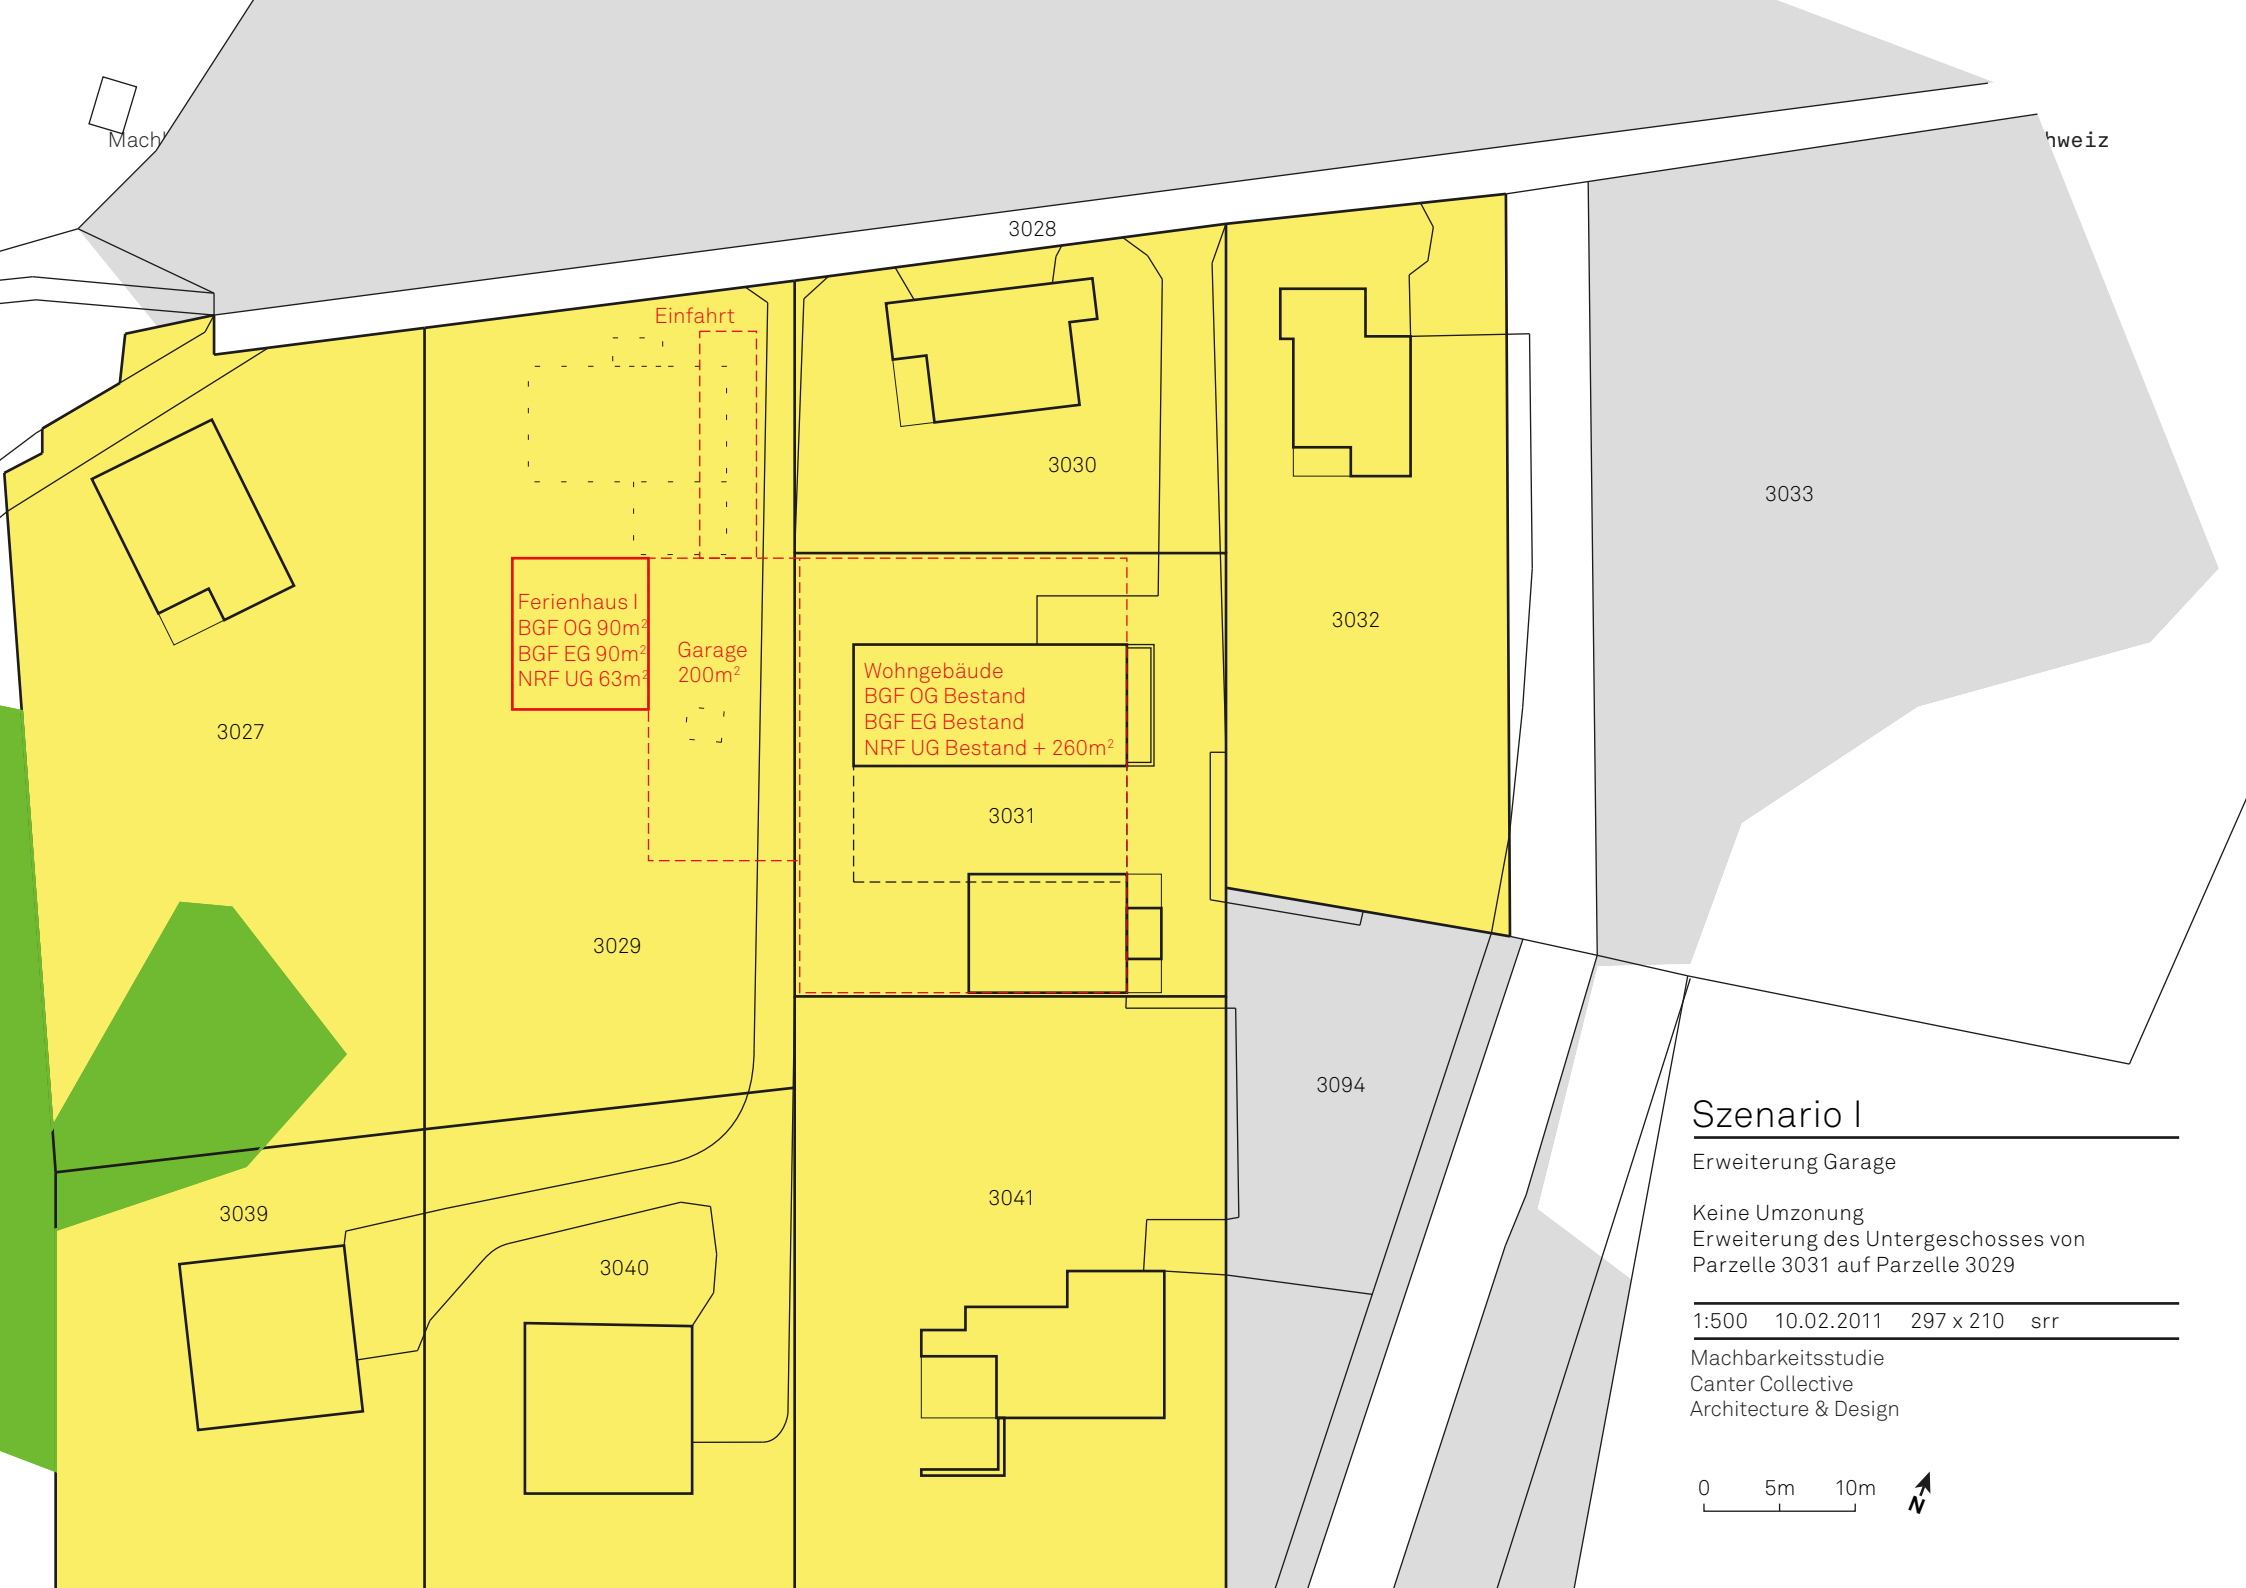 3028
Einfahrt
3030
3033
Ferienhaus I
BGF OG 90m²
BGF EG 90m²
NRF UG 63m²
3032
Garage
200m²
Wohngebäude
BGF OG Bestand
BGF EG Bestand
NRF UG Bestand + 260m²
3027
3031
3029
3094
3041
3039
3040
Szenario I
Erweiterung Garage
Keine Umzonung
Erweiterung des Untergeschosses von
Parzelle 3031 auf Parzelle 3029
1:500 10.02.2011 297 x 210 srr
Machbarkeitsstudie
Canter Collective
Architecture & Design
0 5m 10m
N